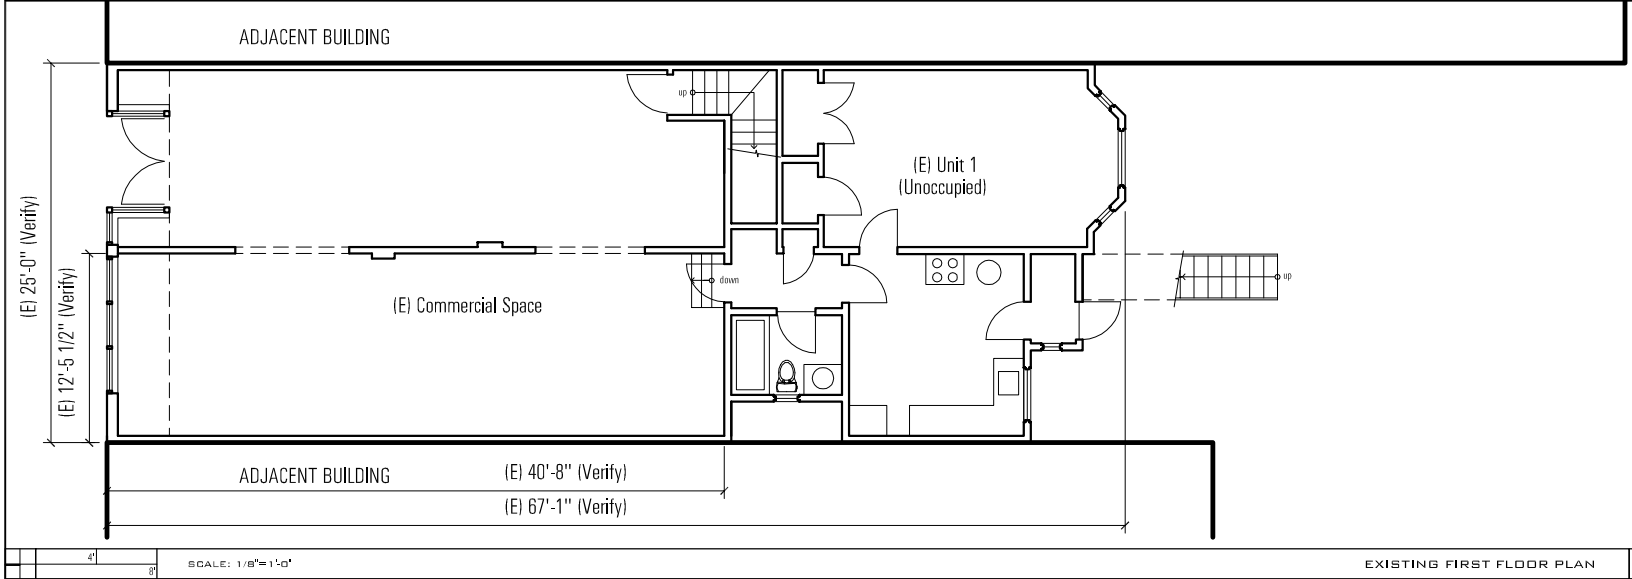 ADJACENT BUILDING
up
(E) Unit 1
(Unoccupied)
(E) 25'-0" (Verify)
(E) 12'-5 1/2" (Verify)
down
up
(E) Commercial Space
ADJACENT BUILDING
(E) 40'-8" (Verify)
(E) 67'-1" (Verify)
4'
8'
SCALE: 1/8"=1'-0"
EXISTING FIRST FLOOR PLAN